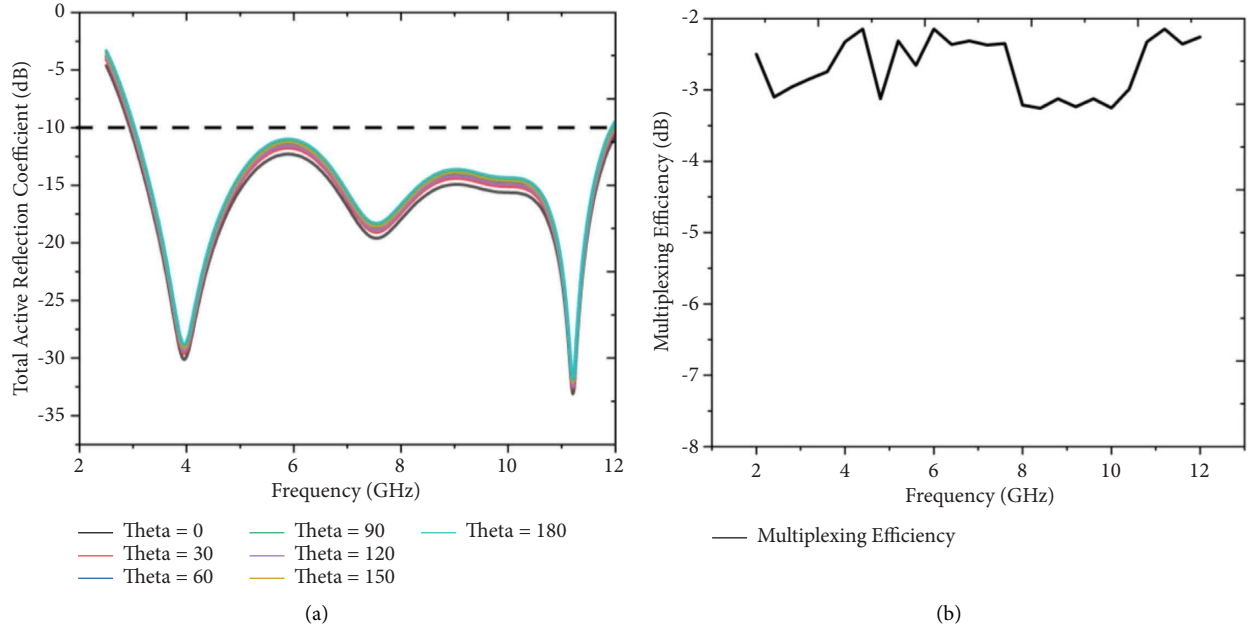 0
-5
-10
-15
-20
-25
-30
-35
Total Active Reflection Coefficient (dB)
2 4 6 8 10 12
Frequency (GHz)
Theta = 0
Theta = 30
Theta = 60
Theta = 90
Theta = 120
Theta = 150
Theta = 180
(a)
-2
-3
-4
-5
-6
-7
-8
Multiplexing Efficiency (dB)
2 4 6 8 10 12
Frequency (GHz)
Multiplexing Efficiency
(b)